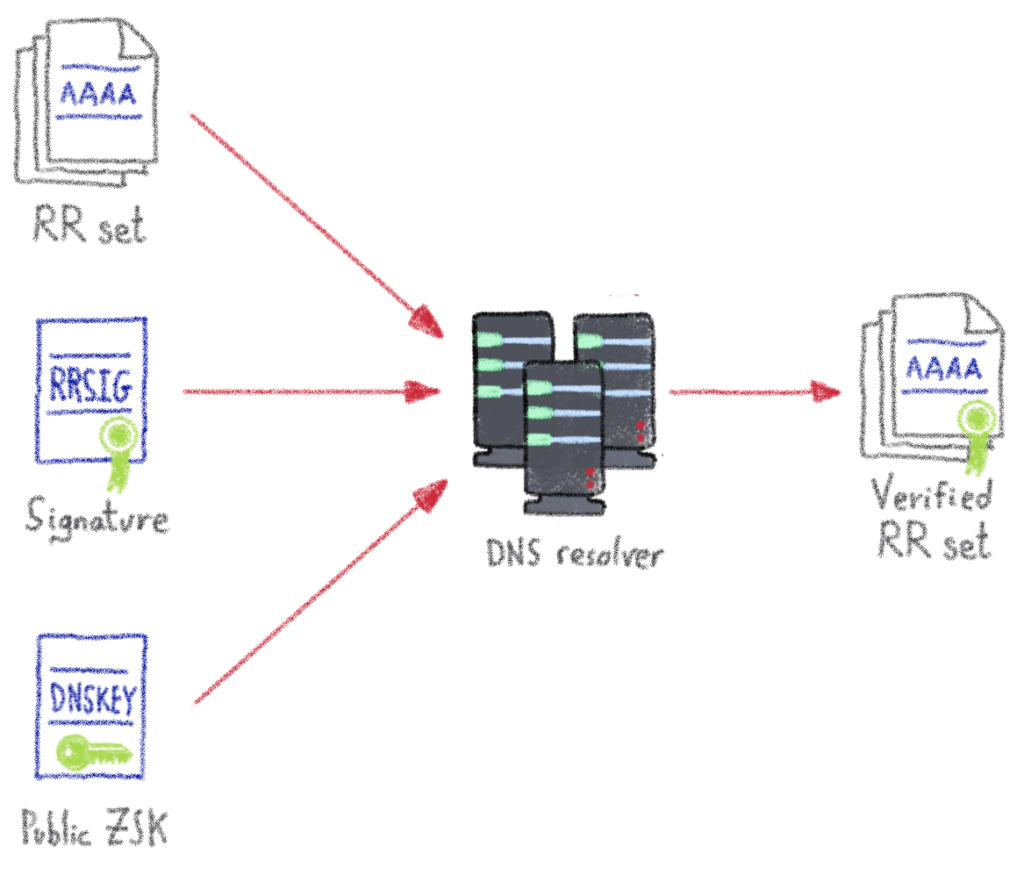 AAAA
RR set
RRSIG
Signature
DNSKEY
Public ZSK
DNS resolver
AAAA
Verified
RR set